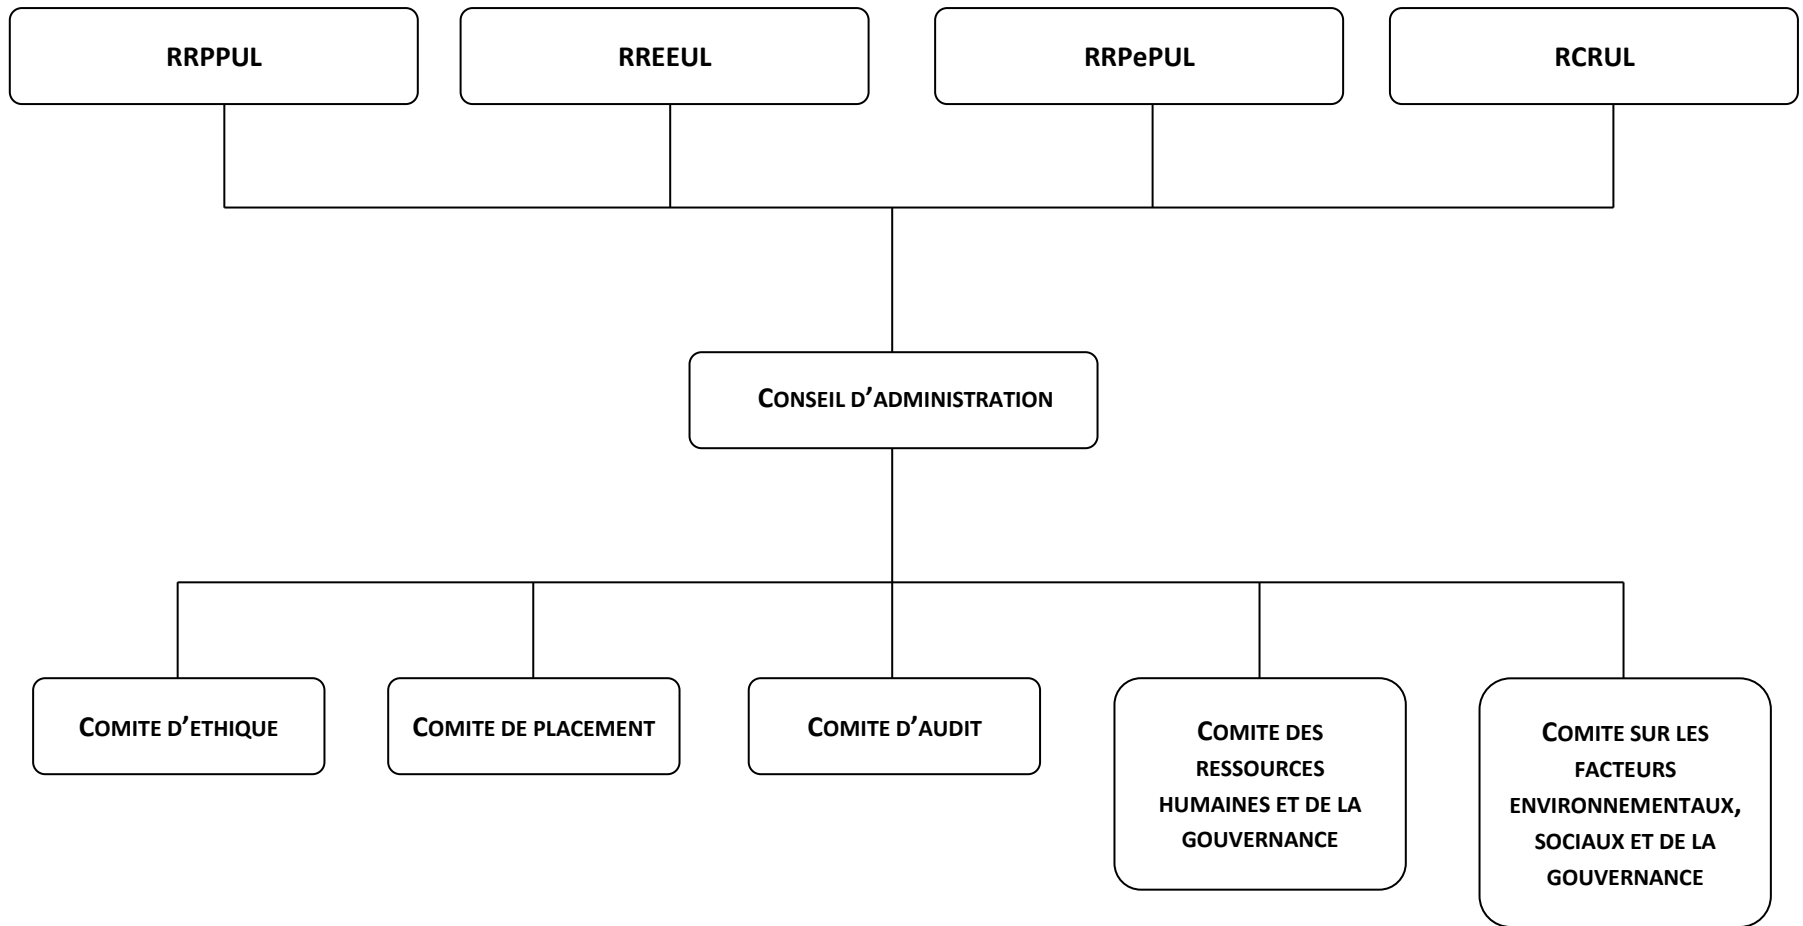 RRPPUL
RREEUL
RRPePUL
RCRUL
CONSEIL D’ADMINISTRATION
COMITE D’ETHIQUE
COMITE DE PLACEMENT
COMITE D’AUDIT
COMITE DES
RESSOURCES
HUMAINES ET DE LA
GOUVERNANCE
COMITE SUR LES
FACTEURS
ENVIRONNEMENTAUX,
SOCIAUX ET DE LA
GOUVERNANCE